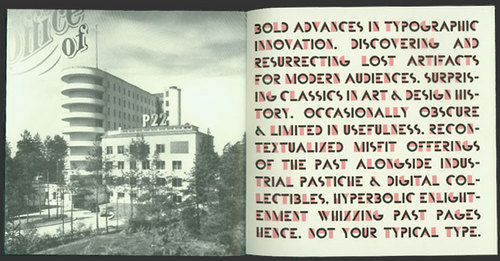 Office
of
P22
BOLD ADVANCES IN TYPOGRAPHIC
INNOVATION. DISCOVERING AND
RESURRECTING LOST ARTIFACTS
FOR MODERN AUDIENCES. SURPRIS-
ING CLASSICS IN ART & DESIGN HIS-
TORY. OCCASIONALLY OBSCURE
& LIMITED IN USEFULNESS. RECON-
TEXTUALIZED MISFIT OFFERINGS
OF THE PAST ALONGSIDE INDUS-
TRIAL PASTICHE & DIGITAL COL-
LECTIBLES. HYPERBOLIC ENLIGHT-
ENMENT WHIZZING PAST PAGES
HENCE. NOT YOUR TYPICAL TYPE.